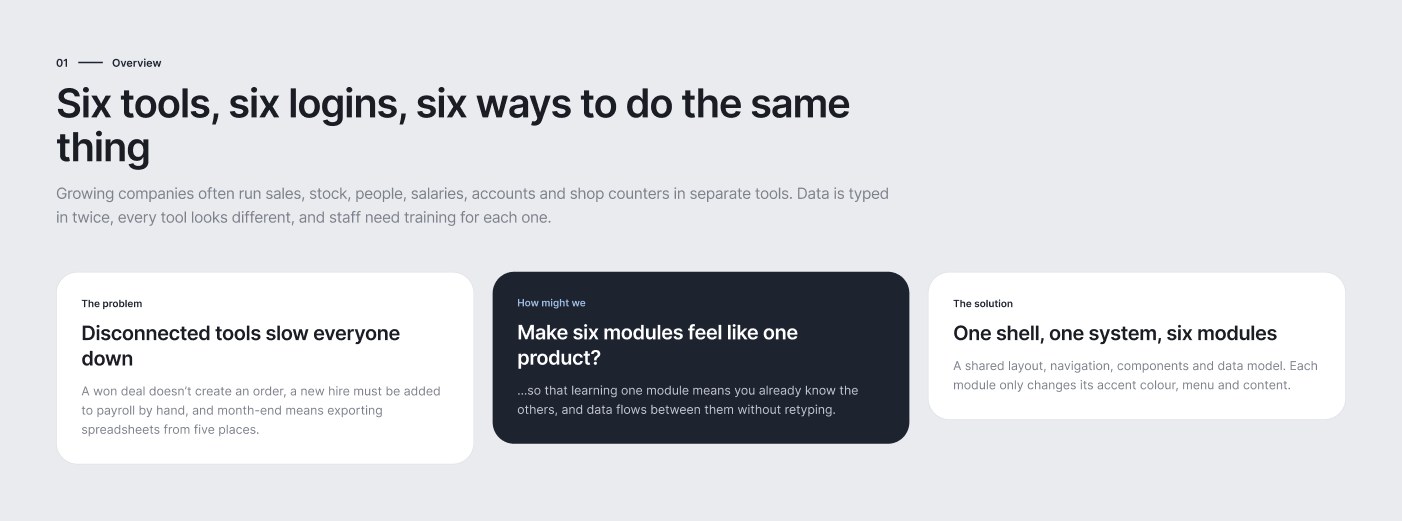 01 — Overview
Six tools, six logins, six ways to do the same
thing
Growing companies often run sales, stock, people, salaries, accounts and shop counters in separate tools. Data is typed
in twice, every tool looks different, and staff need training for each one.
The problem
Disconnected tools slow everyone
down
A won deal doesn't create an order, a new hire must be added
to payroll by hand, and month-end means exporting
spreadsheets from five places.
How might we
Make six modules feel like one
product?
...so that learning one module means you already know the
others, and data flows between them without retyping.
The solution
One shell, one system, six modules
A shared layout, navigation, components and data model. Each
module only changes its accent colour, menu and content.